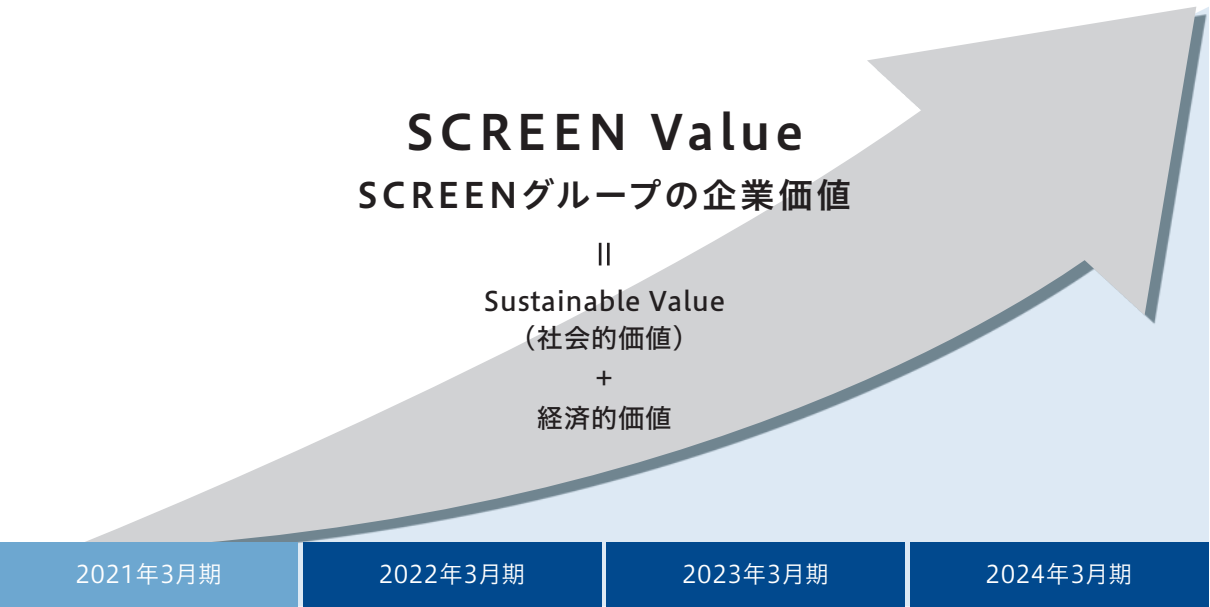 SCREEN Value
SCREENグループの企業価値
＝
Sustainable Value
（社会的価値）
+
経済的価値
2021年3月期
2022年3月期
2023年3月期
2024年3月期